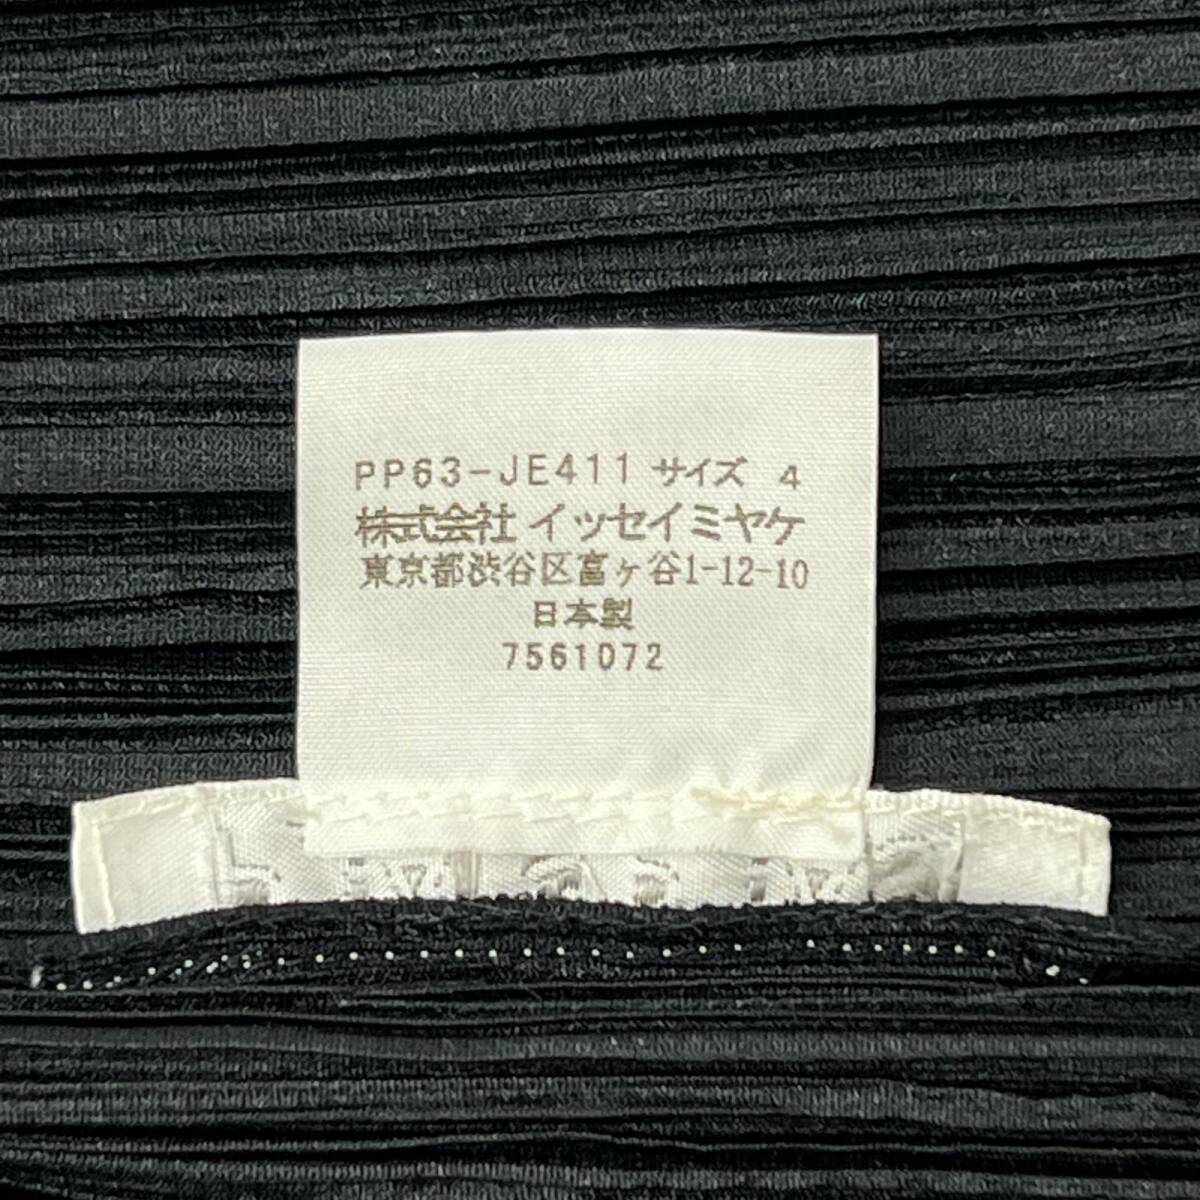 PP63-JE411 サイズ 4
株式会社 イッセイミヤケ
東京都渋谷区富ヶ谷1-12-10
日本製
7561072